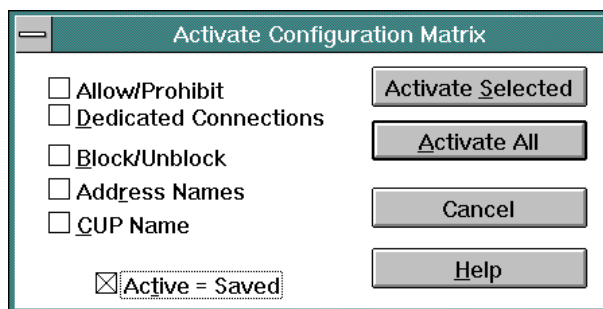 Activate Configuration Matrix
Allow/Prohibit
Dedicated Connections
Block/Unblock
Address Names
CUP Name
Active = Saved
Activate Selected
Activate All
Cancel
Help